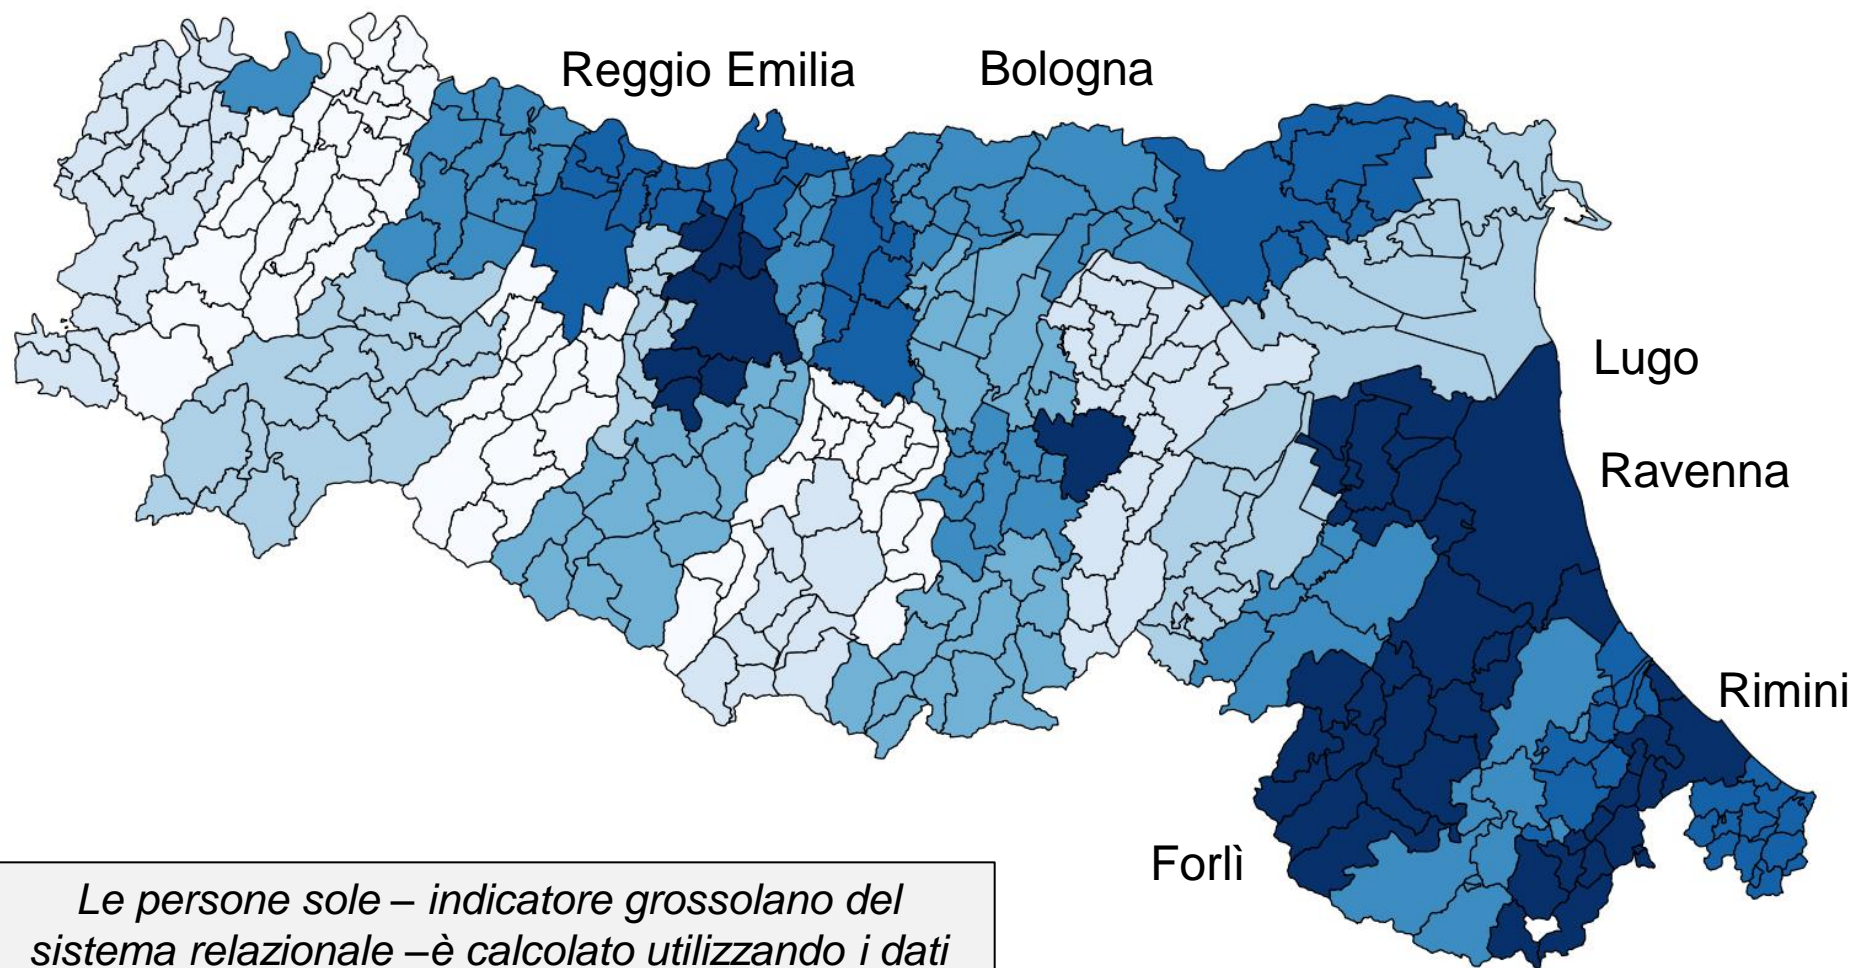 Reggio Emilia
Bologna
Lugo
Ravenna
Rimini
Forlì
Le persone sole – indicatore grossolano del
sistema relazionale –è calcolato utilizzando i dati